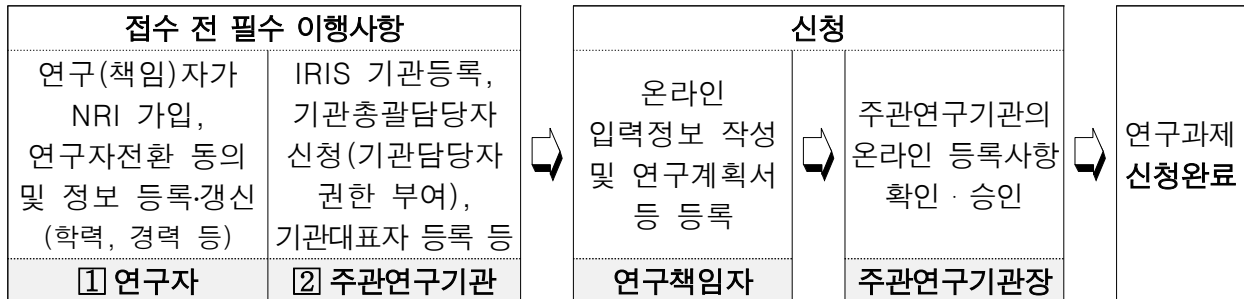 접수 전 필수 이행사항
연구(책임)자가
NRI 가입,
연구자전환 동의
및 정보 등록·갱신
(학력, 경력 등)
1 연구자
IRIS 기관등록,
기관총괄담당자
신청(기관담당자
권한 부여),
기관대표자 등록 등
2 주관연구기관
신청
온라인
입력정보 작성
및 연구계획서
등 등록
연구책임자
주관연구기관의
온라인 등록사항
확인 · 승인
주관연구기관장
연구과제
신청완료